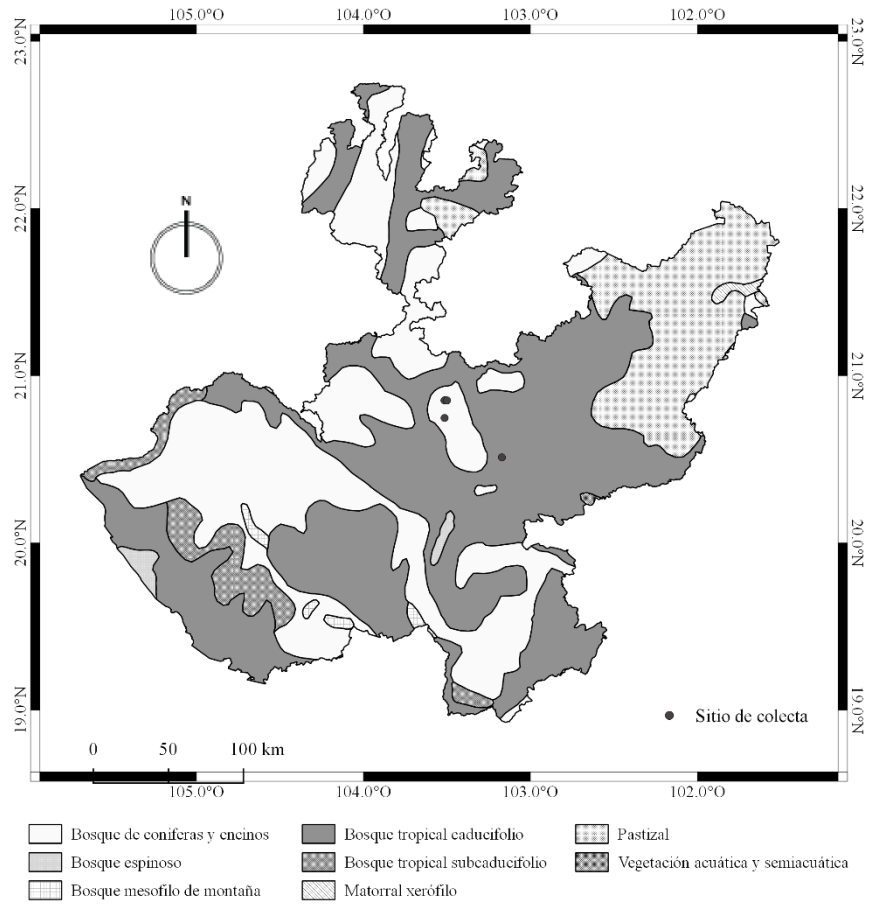 105.0°O 104.0°O 103.0°O 102.0°O
23.0°N 23.0°N
N
22.0°N 22.0°N
21.0°N 21.0°N
20.0°N 20.0°N
19.0°N 19.0°N
Sitio de colecta
0 50 100 km
105.0°O 104.0°O 103.0°O 102.0°O
Bosque de coniferas y encinos Bosque tropical caducifolio Pastizal
Bosque espinoso Bosque tropical subcaducifolio Vegetación acuática y semiacuática
Bosque mesofilo de montaña Matorral xerófilo